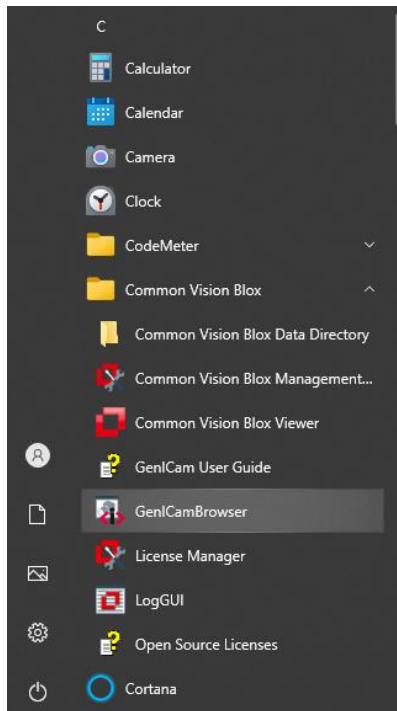 C
Calculator
Calendar
Camera
Clock
CodeMeter
Common Vision Blox
Common Vision Blox Data Directory
Common Vision Blox Management...
Common Vision Blox Viewer
GenICam User Guide
GenICamBrowser
License Manager
LogGUI
Open Source Licenses
Cortana